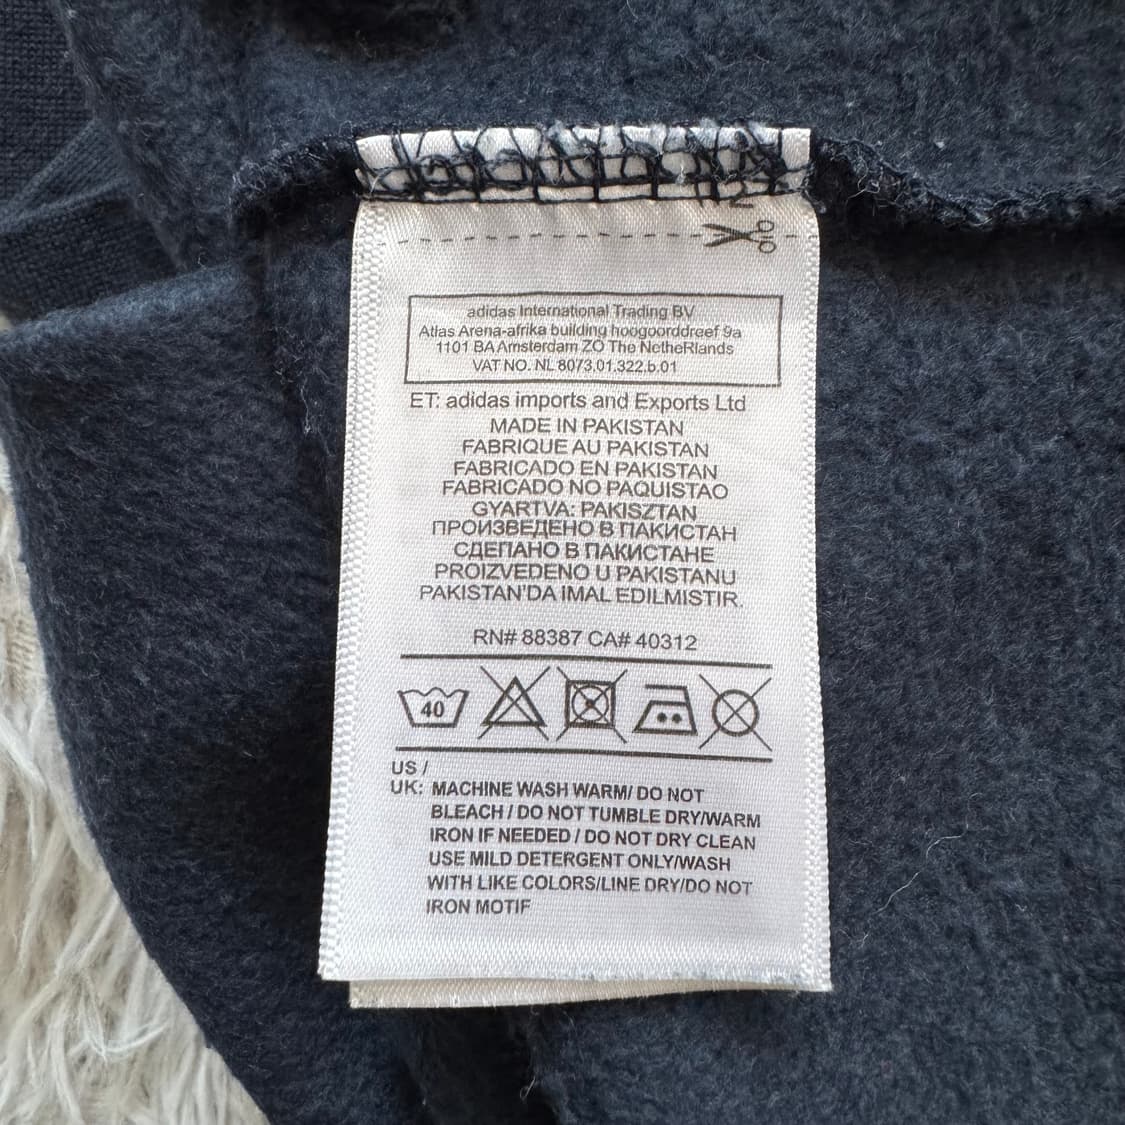 adidas International Trading BV
Atlas Arena-afrika building hoogoorddreef 9a
1101 BA Amsterdam ZO The NetheRlands
VAT NO. NL 8073.01.322.b.01
ET: adidas imports and Exports Ltd
MADE IN PAKISTAN
FABRIQUE AU PAKISTAN
FABRICADO EN PAKISTAN
FABRICADO NO PAQUISTAO
GYARTVA: PAKISZTAN
ПРОИЗВЕДЕНО В ПАКИСТАН
СДЕПАНО В ПАКИСТАНЕ
PROIZVEDENO U PAKISTANU
PAKISTAN'DA IMAL EDILMISTIR.
RN# 88387 CA# 40312
40
US /
UK: MACHINE WASH WARM/ DO NOT
BLEACH / DO NOT TUMBLE DRY/WARM
IRON IF NEEDED / DO NOT DRY CLEAN
USE MILD DETERGENT ONLY/WASH
WITH LIKE COLORS/LINE DRY/DO NOT
IRON MOTIF